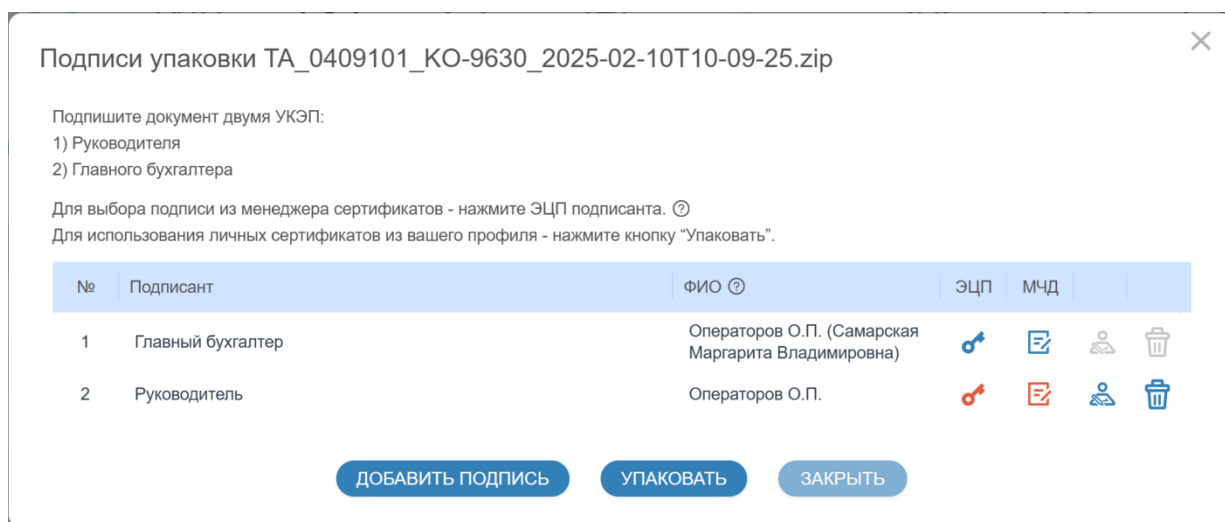 Подписи упаковки TA_0409101_KO-9630_2025-02-10T10-09-25.zip
Подпишите документ двумя УКЭП:
1) Руководителя
2) Главного бухгалтера
Для выбора подписи из менеджера сертификатов - нажмите ЭЦП подписанта.
Для использования личных сертификатов из вашего профиля - нажмите кнопку “Упаковать”.
№ Подписант ФИО ЭЦП МЧД
1 Главный бухгалтер Операторов О.П. (Самарская
Маргарита Владимировна)
2 Руководитель Операторов О.П.
ДОБАВИТЬ ПОДПИСЬ УПАКОВАТЬ ЗАКРЫТЬ